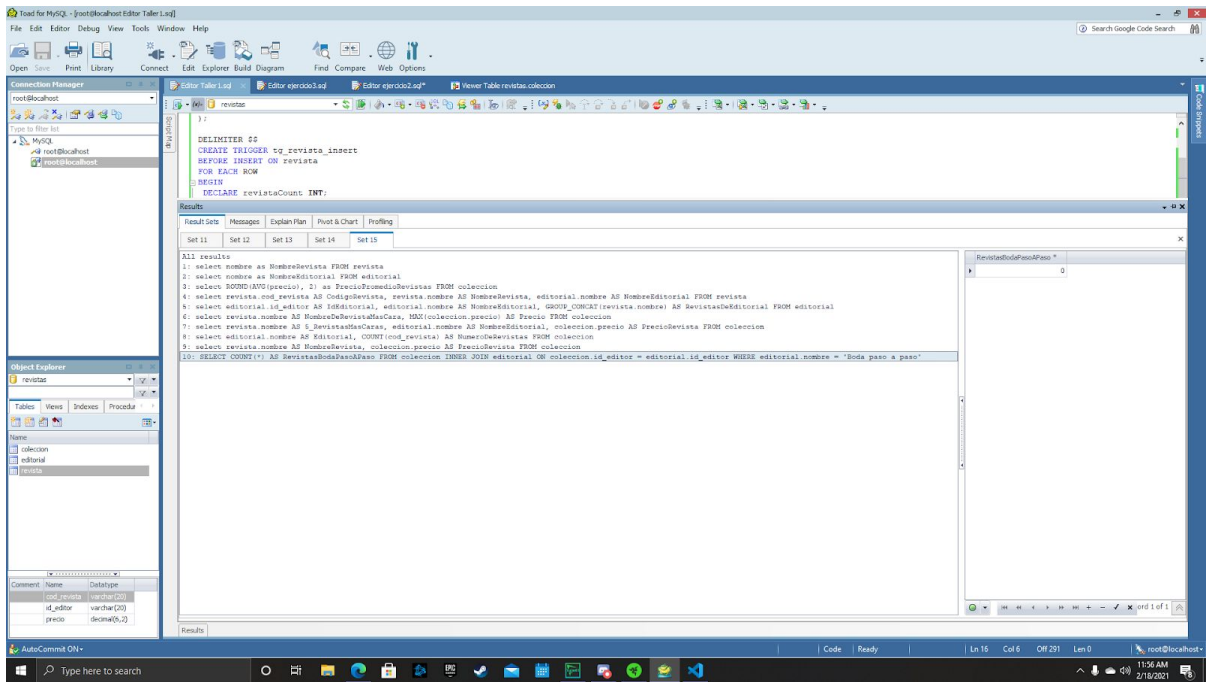 Toad for MySQL - [root@localhost Editor Taller 1.sql]
File Edit Editor Debug View Tools Window Help
Search Google Code Search
Open Save Print Library Connect Edit Explorer Build Diagram Find Compare Web Options
Connection Manager
Editor Taller 1.sql
Editor ejercicio3.sql
Editor ejercicio2.sql*
Viewer Table revistas.coleccion
root@localhost
revistas
Type to filter list
MySQL
root@localhost
root@localhost
Script Map
Code Snippets
);
DELIMITER $$
CREATE TRIGGER tg_revista_insert
BEFORE INSERT ON revista
FOR EACH ROW
BEGIN
DECLARE revistaCount INT;
Results
Result Sets Messages Explain Plan Pivot & Chart Profiling
Set 11 Set 12 Set 13 Set 14 Set 15
All results
1: select nombre as NombreRevista FROM revista
2: select nombre as NombreEditorial FROM editorial
3: select ROUND(AVG(precio), 2) as PrecioPromedioRevistas FROM coleccion
4: select revista.cod_revista AS CodigoRevista, revista.nombre AS NombreRevista, editorial.nombre AS NombreEditorial FROM revista
5: select editorial.id_editor AS IdEditorial, editorial.nombre AS NombreEditorial, GROUP_CONCAT(revista.nombre) AS RevistasDeEditorial FROM editorial
6: select revista.nombre AS NombreDeRevistaMasCara, MAX(coleccion.precio) AS Precio FROM coleccion
7: select revista.nombre AS 5_RevistasMasCaras, editorial.nombre AS NombreEditorial, coleccion.precio AS PrecioRevista FROM coleccion
8: select editorial.nombre AS Editorial, COUNT(cod_revista) AS NumeroDeRevistas FROM coleccion
9: select revista.nombre AS NombreRevista, coleccion.precio AS PrecioRevista FROM coleccion
10: SELECT COUNT(*) AS RevistasBodaPasoAPaso FROM coleccion INNER JOIN editorial ON coleccion.id_editor = editorial.id_editor WHERE editorial.nombre = 'Boda paso a paso'
RevistasBodaPasoAPaso
0
Object Explorer
revistas
Tables Views Indexes Procedur
Name
coleccion
editorial
revista
Comment Name Datatype
cod_revista varchar(20)
id_editor varchar(20)
precio decimal(6,2)
ord 1 of 1
Results
AutoCommit ON
Code Ready Ln 16 Col 6 Off 291 Len 0 root@localhost
Type here to search
11:56 AM
2/18/2021